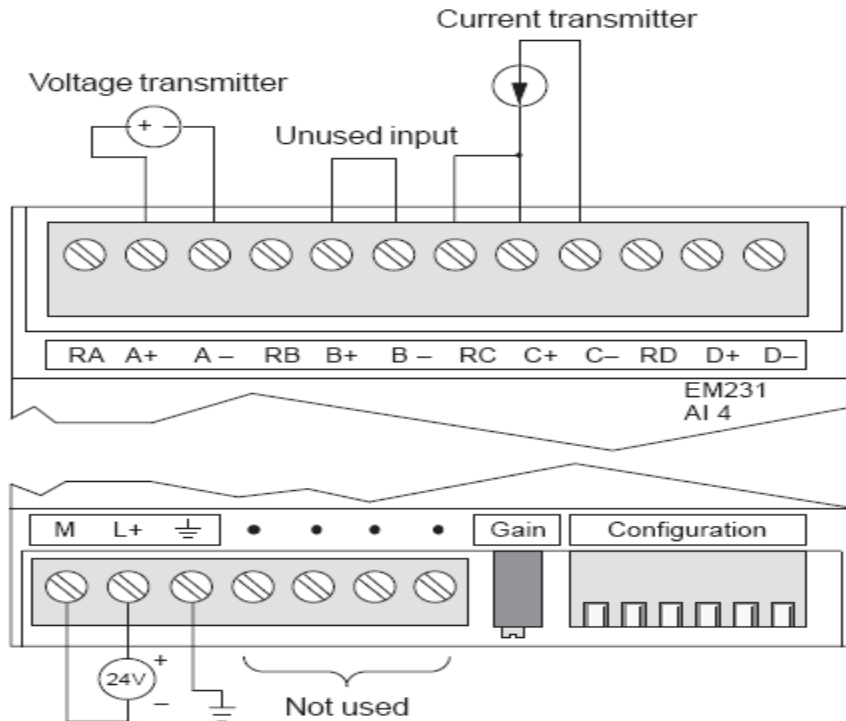 Current transmitter
Voltage transmitter
+ –
Unused input
RA A+ A – RB B+ B – RC C+ C– RD D+ D–
EM231
AI 4
M L+ • • • • Gain Configuration
24V + –
Not used